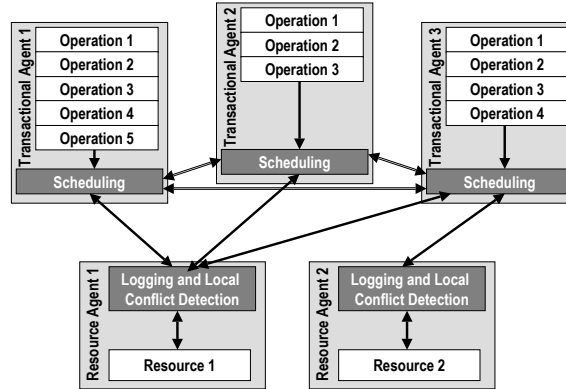 Transactional Agent 1
Operation 1
Operation 2
Operation 3
Operation 4
Operation 5
Scheduling
Transactional Agent 2
Operation 1
Operation 2
Operation 3
Scheduling
Transactional Agent 3
Operation 1
Operation 2
Operation 3
Operation 4
Scheduling
Resource Agent 1
Logging and Local
Conflict Detection
Resource 1
Resource Agent 2
Logging and Local
Conflict Detection
Resource 2